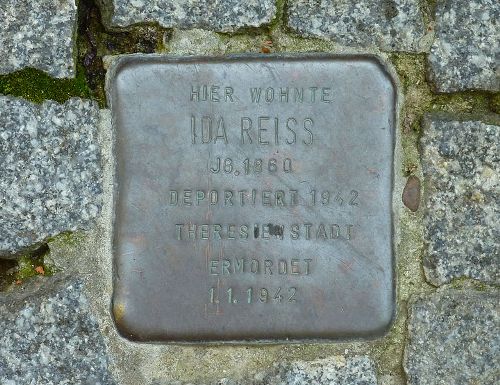 HIER WOHNTE
IDA REISS
JG. 1860
DEPORTIERT 1942
THERESIENSTADT
ERMORDET
1.1.1942